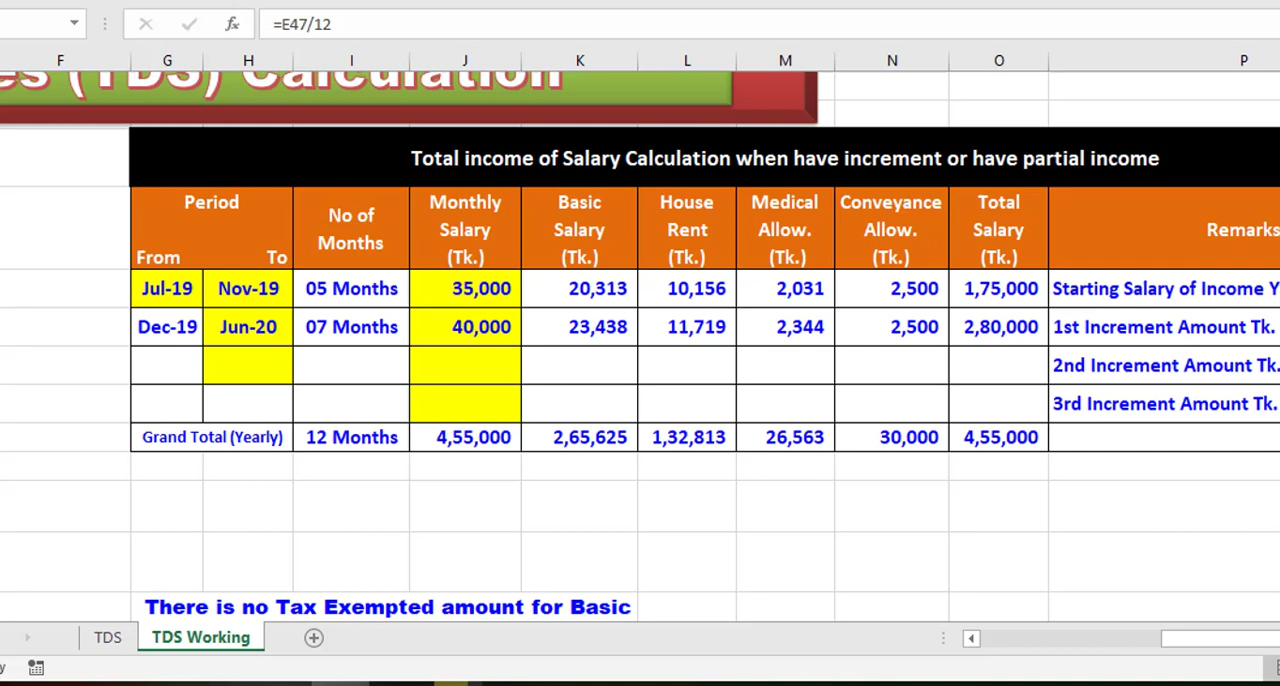 fx =E47/12
F G H I J K L M N O P
es (TDS) Calculation
Total income of Salary Calculation when have increment or have partial income
Period
From To
No of
Months
Monthly
Salary
(Tk.)
Basic
Salary
(Tk.)
House
Rent
(Tk.)
Medical
Allow.
(Tk.)
Conveyance
Allow.
(Tk.)
Total
Salary
(Tk.)
Remarks
Jul-19 Nov-19 05 Months 35,000 20,313 10,156 2,031 2,500 1,75,000 Starting Salary of Income Y
Dec-19 Jun-20 07 Months 40,000 23,438 11,719 2,344 2,500 2,80,000 1st Increment Amount Tk.
2nd Increment Amount Tk.
3rd Increment Amount Tk.
Grand Total (Yearly) 12 Months 4,55,000 2,65,625 1,32,813 26,563 30,000 4,55,000
There is no Tax Exempted amount for Basic
TDS TDS Working
y